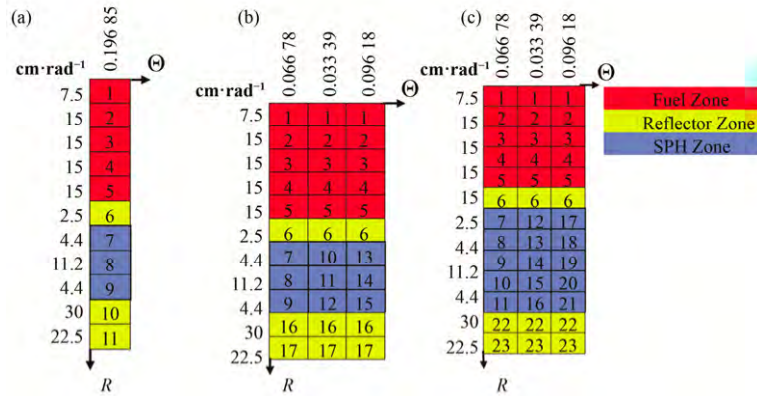 (a)
0.196 85
cm·rad⁻¹
Θ
7.5
15
15
15
15
2.5
4.4
11.2
4.4
30
22.5
1
2
3
4
5
6
7
8
9
10
11
R
(b)
0.066 78
0.033 39
0.096 18
cm·rad⁻¹
Θ
7.5
15
15
15
15
2.5
4.4
11.2
4.4
30
22.5
1 1 1
2 2 2
3 3 3
4 4 4
5 5 5
6 6 6
7 10 13
8 11 14
9 12 15
16 16 16
17 17 17
R
(c)
0.066 78
0.033 39
0.096 18
cm·rad⁻¹
Θ
7.5
15
15
15
15
2.5
4.4
11.2
4.4
30
22.5
1 1 1
2 2 2
3 3 3
4 4 4
5 5 5
6 6 6
7 12 17
8 13 18
9 14 19
10 15 20
11 16 21
22 22 22
23 23 23
R
Fuel Zone
Reflector Zone
SPH Zone